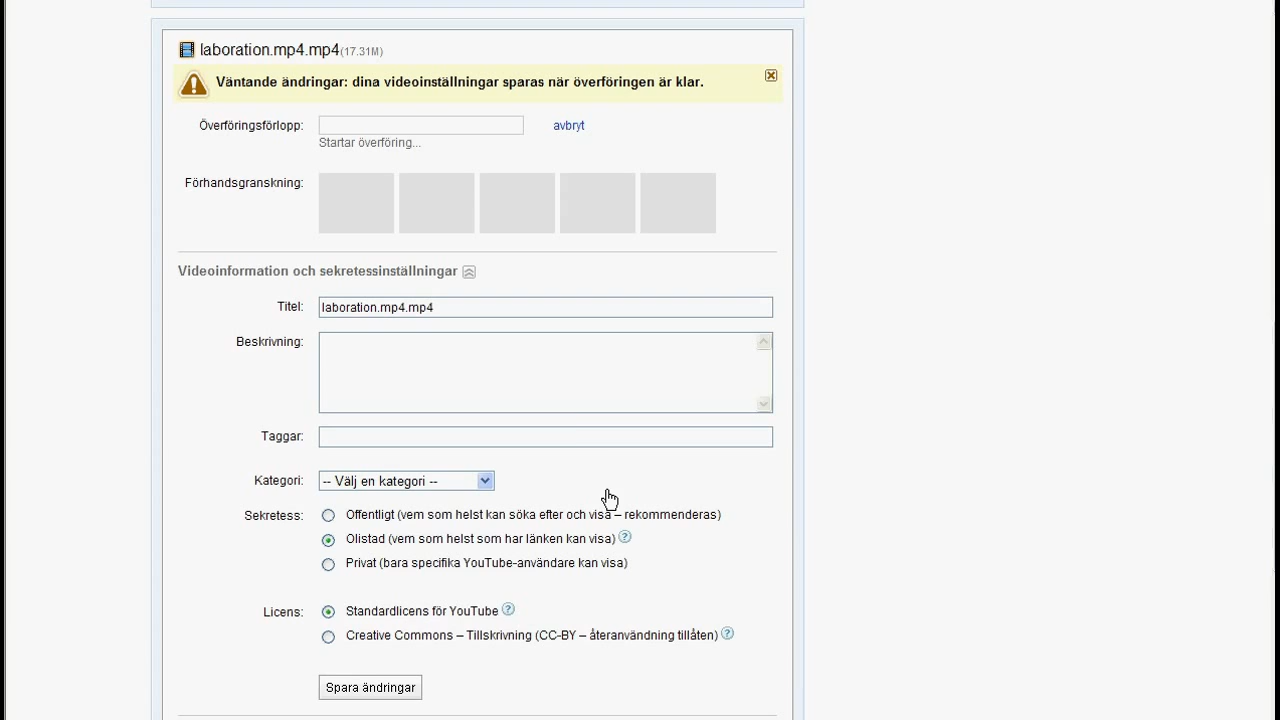 laboration.mp4.mp4(17.31M)
Väntande ändringar: dina videoinställningar sparas när överföringen är klar.
Överföringsförlopp: avbryt
Startar överföring...
Förhandsgranskning:
Videoinformation och sekretessinställningar
Titel: laboration.mp4.mp4
Beskrivning:
Taggar:
Kategori: -- Välj en kategori --
Sekretess: Offentligt (vem som helst kan söka efter och visa – rekommenderas)
Olistad (vem som helst som har länken kan visa) ?
Privat (bara specifika YouTube-användare kan visa)
Licens: Standardlicens för YouTube ?
Creative Commons – Tillskrivning (CC-BY – återanvändning tillåten) ?
Spara ändringar